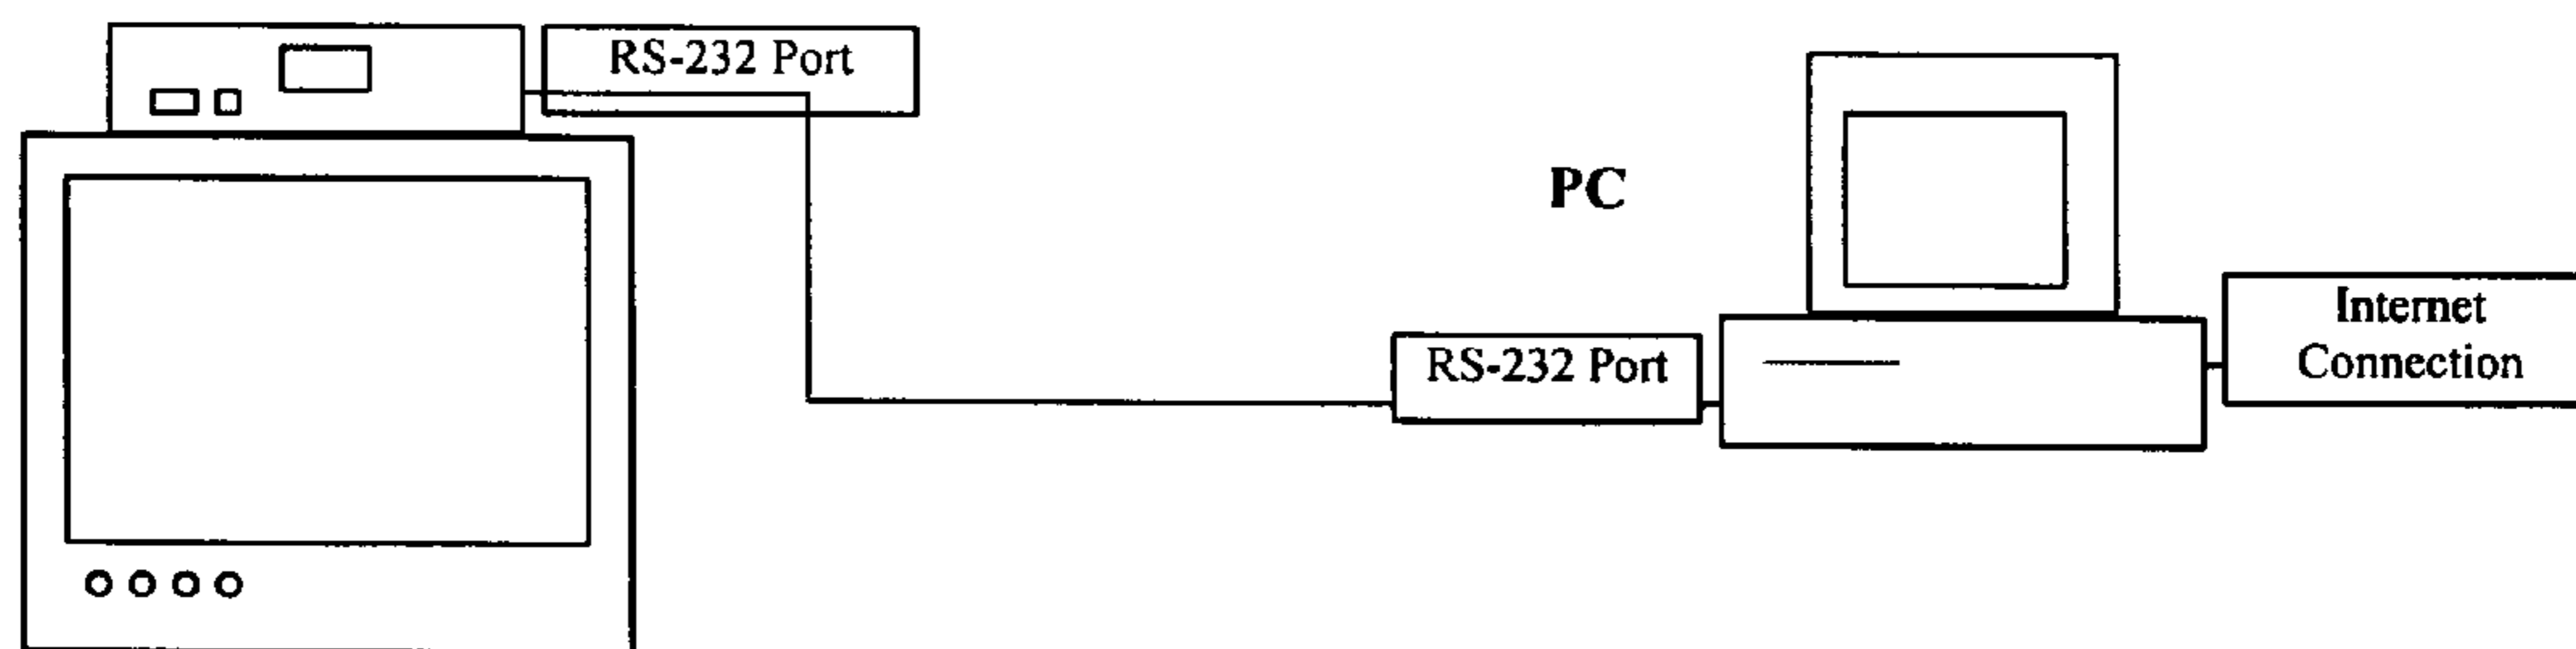 RS-232 Port
PC
RS-232 Port
Internet
Connection